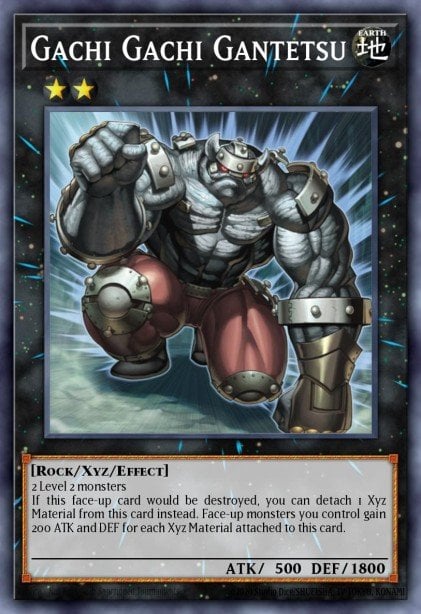 GACHI GACHI GANTETSU
EARTH
地
[ROCK/XYZ/EFFECT]
2 Level 2 monsters
If this face-up card would be destroyed, you can detach 1 Xyz
Material from this card instead. Face-up monsters you control gain
200 ATK and DEF for each Xyz Material attached to this card.
ATK/ 500 DEF/1800